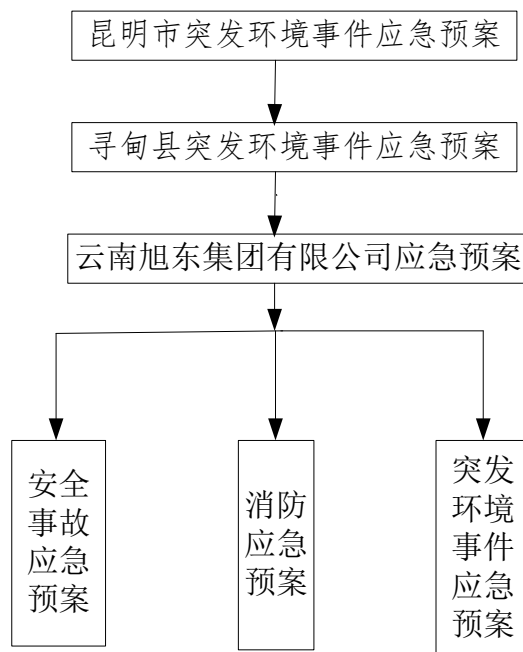 昆明市突发环境事件应急预案
寻甸县突发环境事件应急预案
云南旭东集团有限公司应急预案
安全
事故
应急
预案
消防
应急
预案
突发
环境
事件
应急
预案